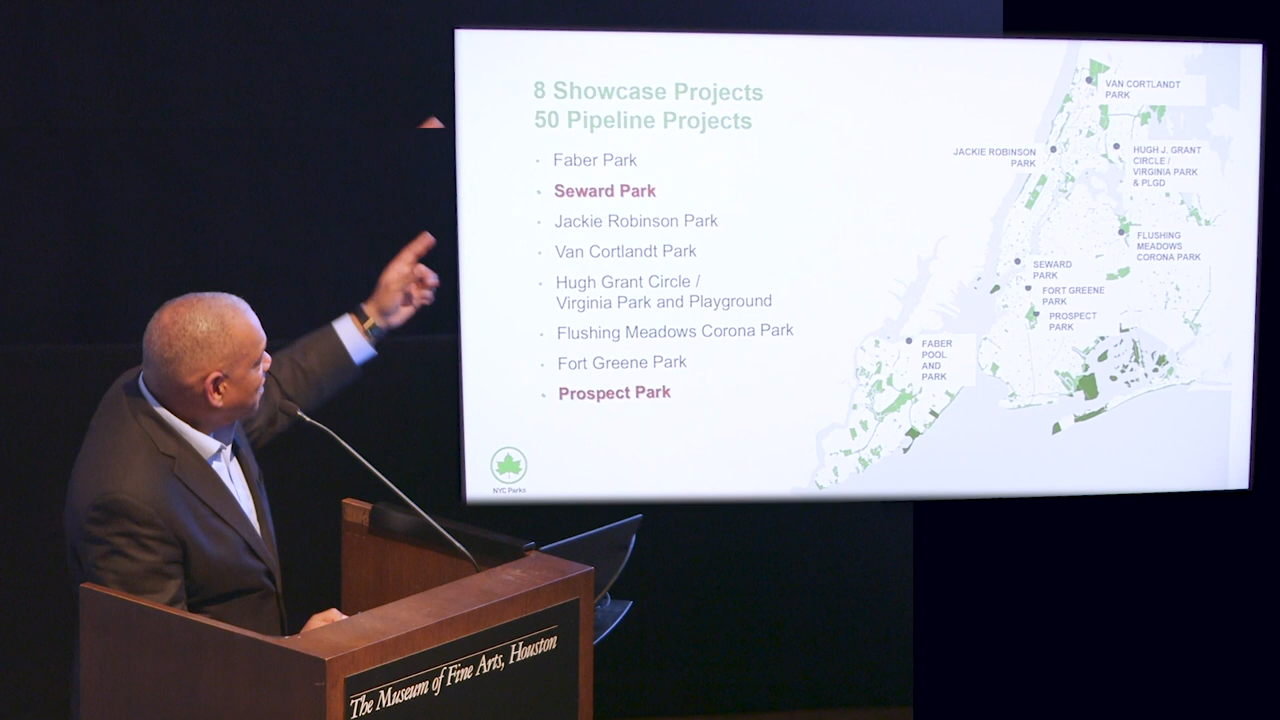 8 Showcase Projects
50 Pipeline Projects
Faber Park
Seward Park
Jackie Robinson Park
Van Cortlandt Park
Hugh Grant Circle /
Virginia Park and Playground
Flushing Meadows Corona Park
Fort Greene Park
Prospect Park
NYC Parks
VAN CORTLANDT
PARK
JACKIE ROBINSON
PARK
HUGH J. GRANT
CIRCLE /
VIRGINIA PARK
& PLGD
FLUSHING
MEADOWS
CORONA PARK
SEWARD
PARK
FORT GREENE
PARK
PROSPECT
PARK
FABER
POOL
AND
PARK
The Museum of Fine Arts, Houston